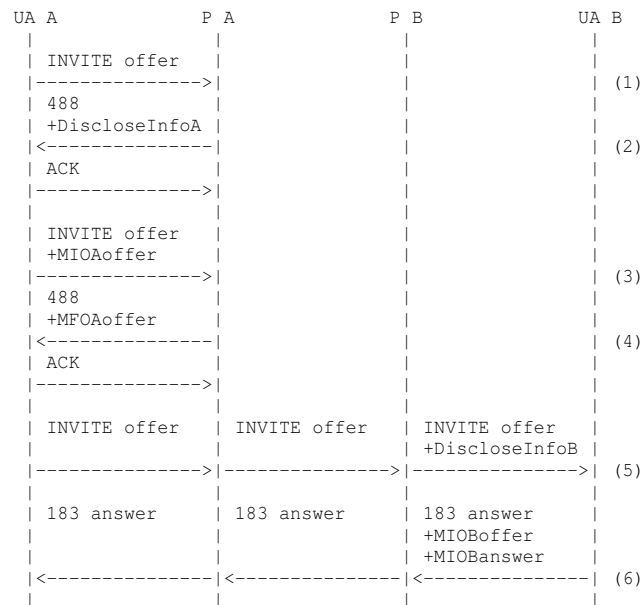 UA A P A P B UA B
INVITE offer
(1)
488
+DiscloseInfoA
(2)
ACK
INVITE offer
+MIOAoffer
(3)
488
+MFOAoffer
(4)
ACK
INVITE offer INVITE offer INVITE offer
+DiscloseInfoB
(5)
183 answer 183 answer 183 answer
+MIOBoffer
+MIOBanswer
(6)